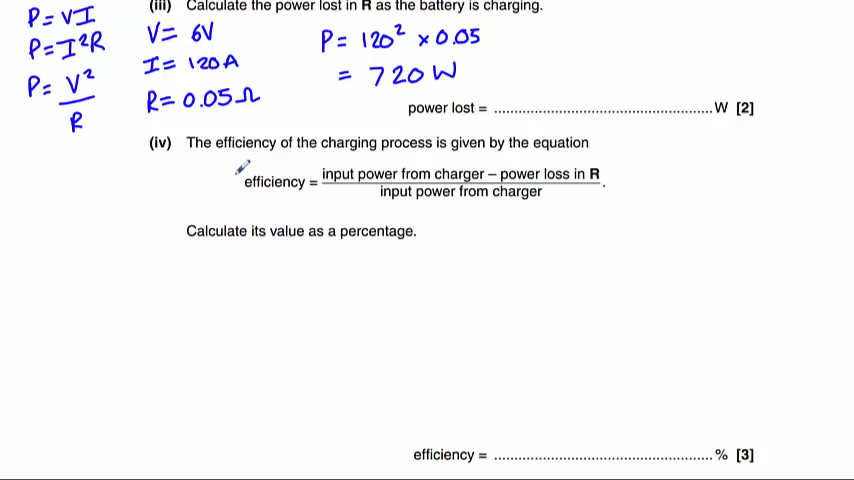 (iii) Calculate the power lost in R as the battery is charging.
P = VI
P = I²R
P = V²/R
V = 6V
I = 120A
R = 0.05Ω
P = 120² × 0.05
= 720 W
power lost = ...................................................... W [2]
(iv) The efficiency of the charging process is given by the equation
efficiency = input power from charger – power loss in R / input power from charger .
Calculate its value as a percentage.
efficiency = ...................................................... % [3]